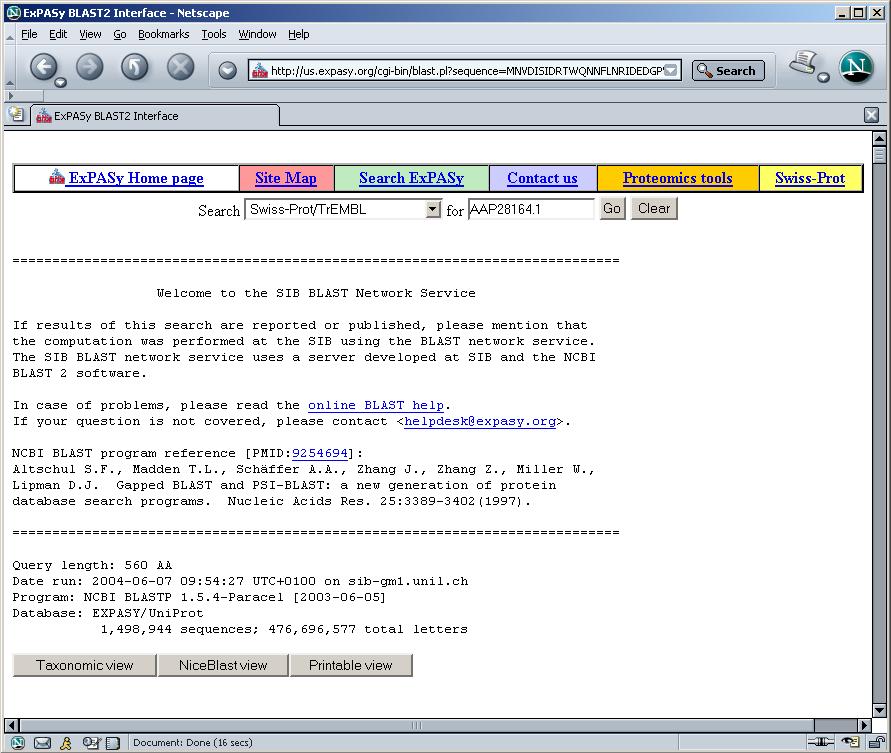 ExPASy BLAST2 Interface - Netscape
File Edit View Go Bookmarks Tools Window Help
http://us.expasy.org/cgi-bin/blast.pl?sequence=MNVDISIDRTWQNNFLNRIDEDGP Search
ExPASy BLAST2 Interface
ExPASy Home page Site Map Search ExPASy Contact us Proteomics tools Swiss-Prot
Search Swiss-Prot/TrEMBL for AAP28164.1 Go Clear
==============================================================================
Welcome to the SIB BLAST Network Service
If results of this search are reported or published, please mention that
the computation was performed at the SIB using the BLAST network service.
The SIB BLAST network service uses a server developed at SIB and the NCBI
BLAST 2 software.
In case of problems, please read the online BLAST help.
If your question is not covered, please contact <helpdesk@expasy.org>.
NCBI BLAST program reference [PMID:9254694]:
Altschul S.F., Madden T.L., Schäffer A.A., Zhang J., Zhang Z., Miller W.,
Lipman D.J.  Gapped BLAST and PSI-BLAST: a new generation of protein
database search programs.  Nucleic Acids Res. 25:3389-3402(1997).
==============================================================================
Query length: 560 AA
Date run: 2004-06-07 09:54:27 UTC+0100 on sib-gm1.unil.ch
Program: NCBI BLASTP 1.5.4-Paracel [2003-06-05]
Database: EXPASY/UniProt
1,498,944 sequences; 476,696,577 total letters
Taxonomic view NiceBlast view Printable view
Document: Done (16 secs)